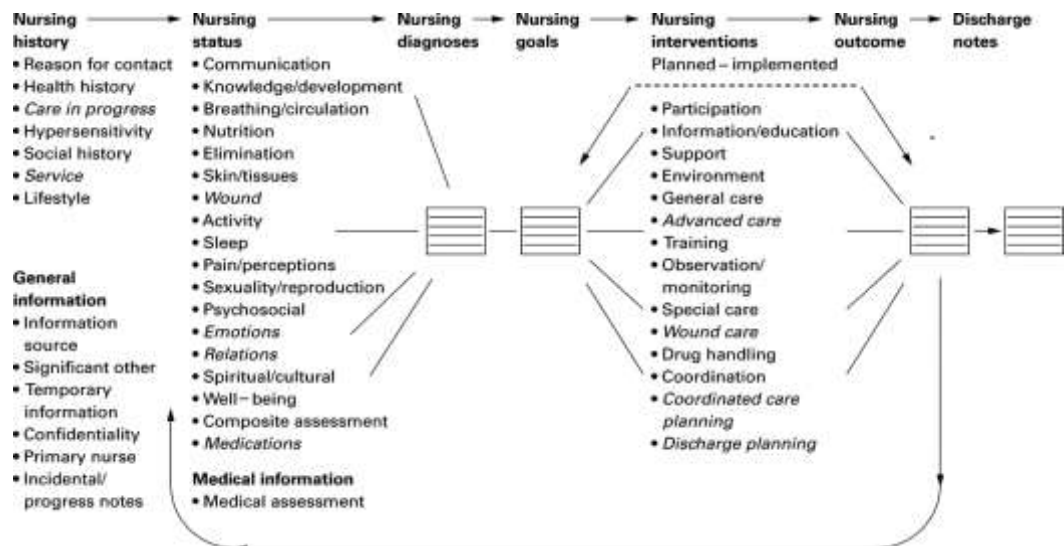 Nursing history
• Reason for contact
• Health history
• Care in progress
• Hypersensitivity
• Social history
• Service
• Lifestyle
General
information
• Information
source
• Significant other
• Temporary
information
• Confidentiality
• Primary nurse
• Incidental/
progress notes
Nursing
status
• Communication
• Knowledge/development
• Breathing/circulation
• Nutrition
• Elimination
• Skin/tissues
• Wound
• Activity
• Sleep
• Pain/perceptions
• Sexuality/reproduction
• Psychosocial
• Emotions
• Relations
• Spiritual/cultural
• Well–being
• Composite assessment
• Medications
Medical information
• Medical assessment
Nursing
diagnoses
Nursing
goals
Nursing
interventions
Planned–implemented
• Participation
• Information/education
• Support
• Environment
• General care
• Advanced care
• Training
• Observation/
monitoring
• Special care
• Wound care
• Drug handling
• Coordination
• Coordinated care
planning
• Discharge planning
Nursing
outcome
Discharge
notes